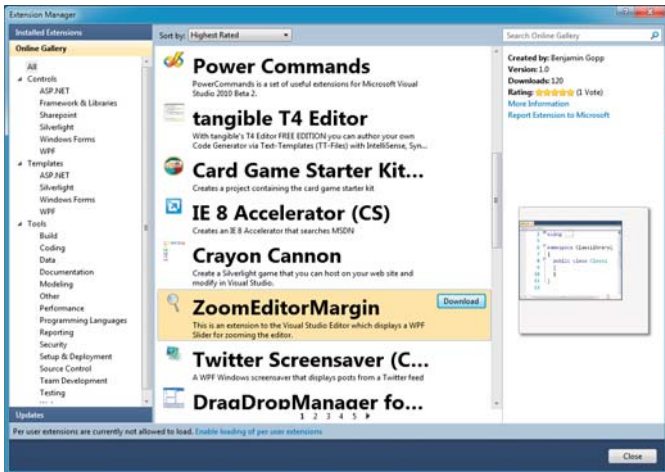 Extension Manager
Installed Extensions
Online Gallery
All
Controls
ASP.NET
Framework & Libraries
Sharepoint
Silverlight
Windows Forms
WPF
Templates
ASP.NET
Silverlight
Windows Forms
WPF
Tools
Build
Coding
Data
Documentation
Modeling
Other
Performance
Programming Languages
Reporting
Security
Setup & Deployment
Source Control
Team Development
Testing
Updates
Sort by: Highest Rated
Power Commands
PowerCommands is a set of useful extensions for Microsoft Visual
Studio 2010 Beta 2.
tangible T4 Editor
With tangible's T4 Editor FREE EDITION you can author your own
Code Generator via Text-Templates (TT-Files) with IntelliSense, Syn...
Card Game Starter Kit...
Creates a project containing the card game starter kit
IE 8 Accelerator (CS)
Creates an IE 8 Accelerator that searches MSDN
Crayon Cannon
Create a Silverlight game that you can host on your web site and
modify in Visual Studio.
ZoomEditorMargin
Download
This is an extension to the Visual Studio Editor which displays a WPF
Slider for zooming the editor.
Twitter Screensaver (C...
A WPF Windows screensaver that displays posts from a Twitter feed
DragDropManager fo...
1 2 3 4 5
Search Online Gallery
Created by: Benjamin Gopp
Version: 1.0
Downloads: 120
Rating: (1 Vote)
More Information
Report Extension to Microsoft
Per user extensions are currently not allowed to load. Enable loading of per user extensions
Close